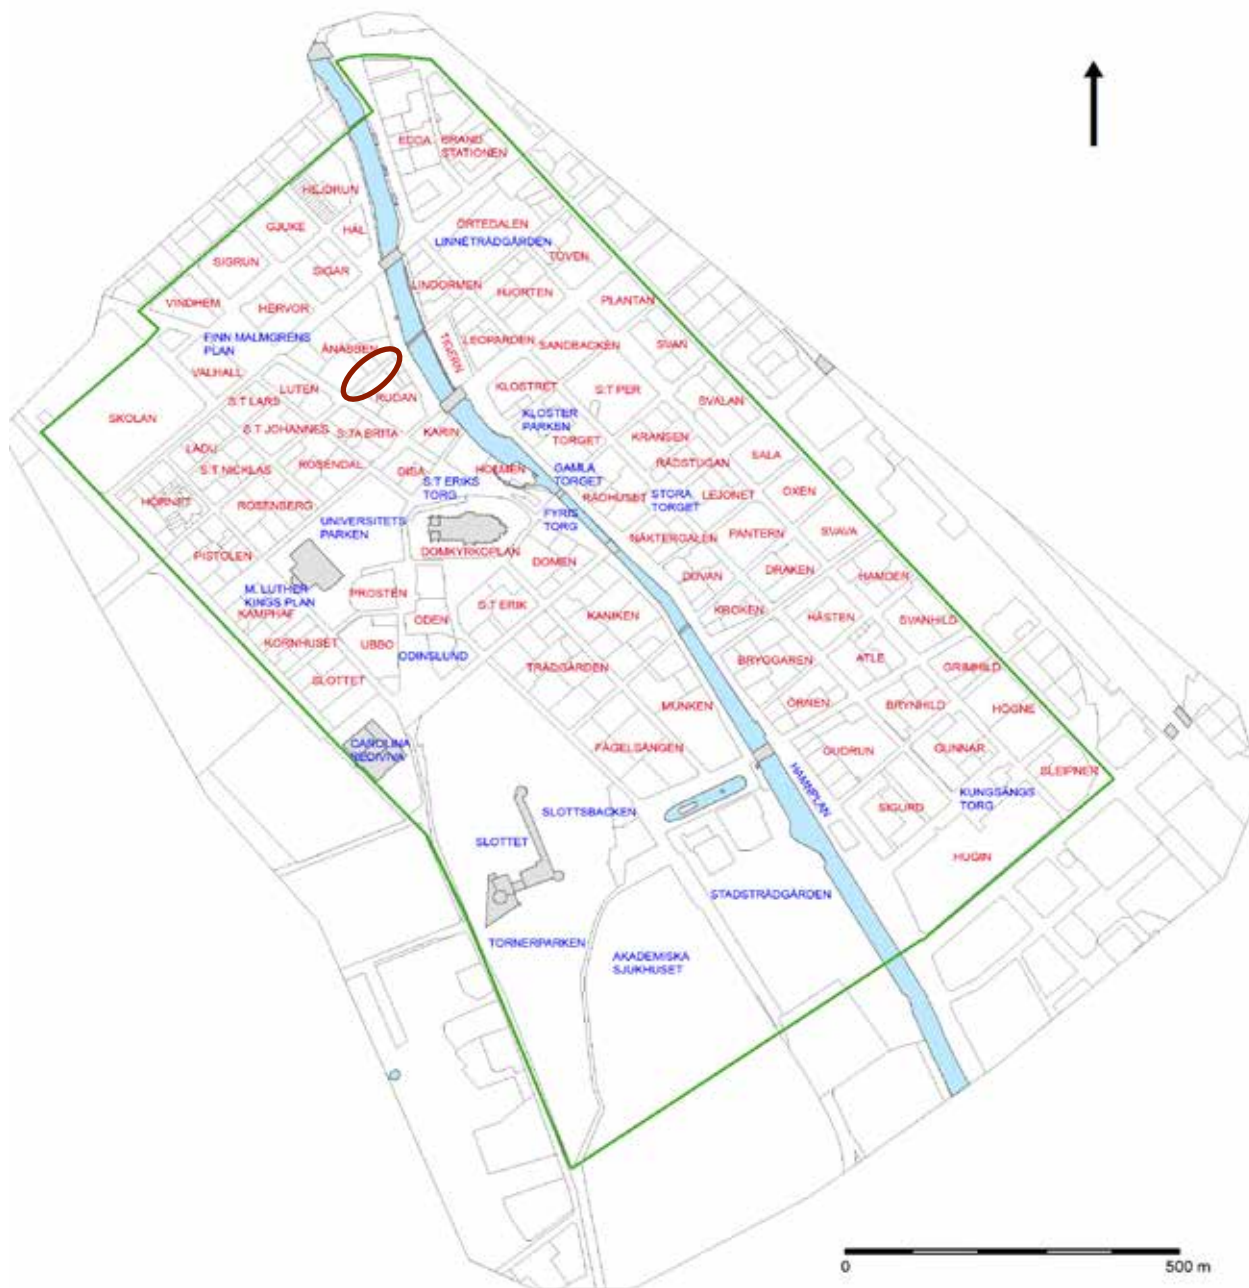 EDDA
BRAND
STATIONEN
HEJDRUN
GJUKE
HÄL
ÖRTEDALEN
LINNÉTRÄDGÅRDEN
TOVEN
SIGRUN
SIGAR
LINDORMEN
HJORTEN
VINDHEM
HERVOR
PLANTAN
FINN MALMGRENS
PLAN
ÅNÄSSEN
TIGERN
LEOPARDEN
SANDBACKEN
SVAN
VALHALL
LUTEN
RUDAN
KLOSTRET
S:T PER
SVALAN
SKOLAN
S:T LARS
KLOSTER
PARKEN
S:T JOHANNES
S:TA BRITA
KARIN
TORGET
KRANSEN
LADU
S:T NICKLAS
ROSENDAL
DISA
HOLMEN
GAMLA
TORGET
RÅDSTUGAN
SALA
S:T ERIKS
TORG
HORNET
ROSENBERG
RÅDHUSET
STORA
TORGET
LEJONET
OXEN
UNIVERSITETS
PARKEN
FYRIS
TORG
NÄKTERGALEN
PANTERN
SVAVA
PISTOLEN
DOMKYRKOPLAN
DOMEN
DUVAN
DRAKEN
HAMDER
M. LUTHER
KINGS PLAN
KAMPHAF
PROSTEN
ODEN
S:T ERIK
KANIKEN
KROKEN
HÄSTEN
SVANHILD
KORNHUSET
UBBO
ODINSLUND
TRÄDGÅRDEN
BRYGGAREN
ATLE
GRIMHILD
SLOTTET
MUNKEN
ÖRNEN
BRYNHILD
HÖGNE
CAROLINA
REDIVIVA
FÅGELSÅNGEN
GUDRUN
GUNNAR
SLEIPNER
HAMNPLAN
KUNGSÄNGS
TORG
SLOTTSBACKEN
SIGURD
SLOTTET
HUGIN
STADSTRÄDGÅRDEN
TORNERPARKEN
AKADEMISKA
SJUKHUSET
0 500 m